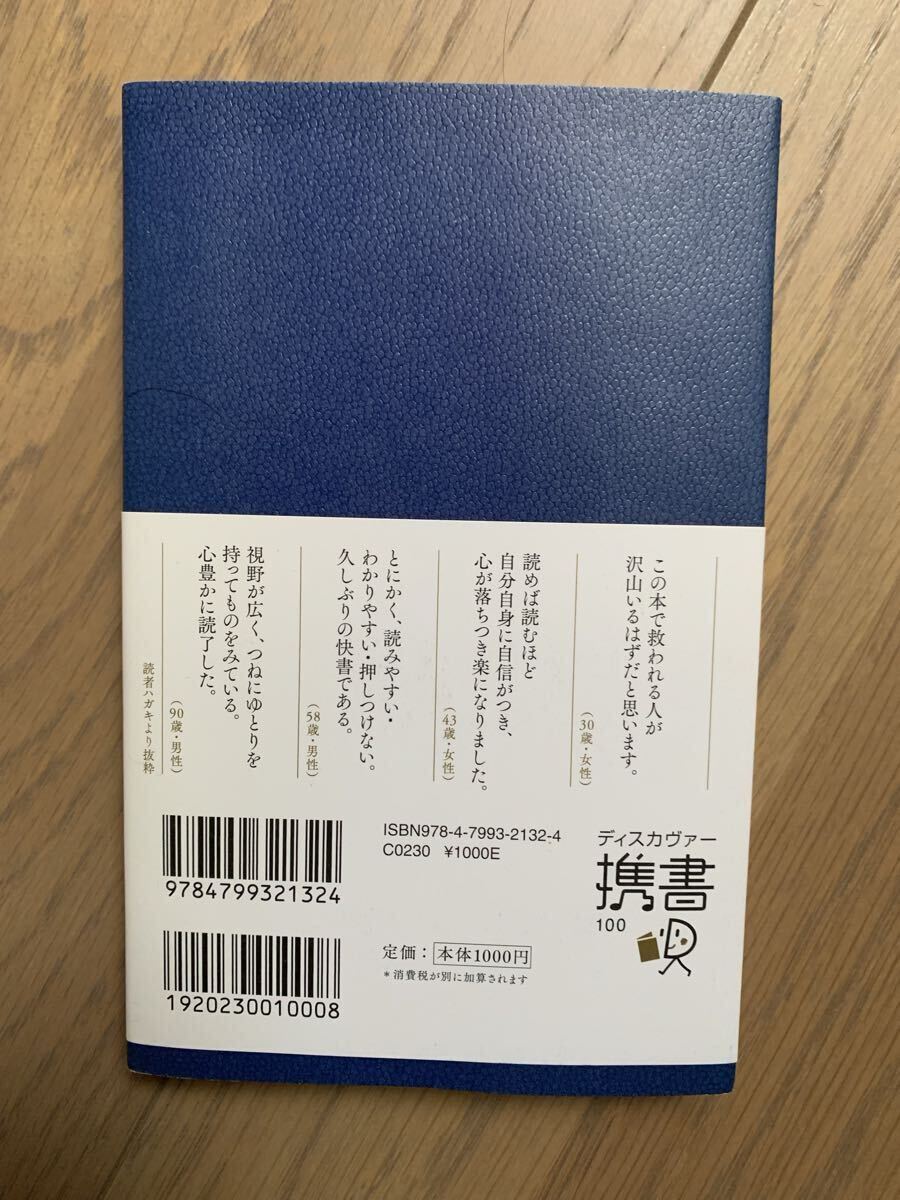 この本で救われる人が
沢山いるはずだと思います。
(30歳・女性)
読めば読むほど
自分自身に自信がつき、
心が落ちつき楽になりました。
(43歳・女性)
とにかく、読みやすい・
わかりやすい・押しつけない。
久しぶりの快書である。
(58歳・男性)
視野が広く、つねにゆとりを
持ってものをみている。
心豊かに読了した。
(90歳・男性)
読者ハガキより抜粋
9784799321324
ISBN978-4-7993-2132-4
C0230 ¥1000E
ディスカヴァー
携書
100
定価：本体1000円
*消費税が別に加算されます
1920230010008